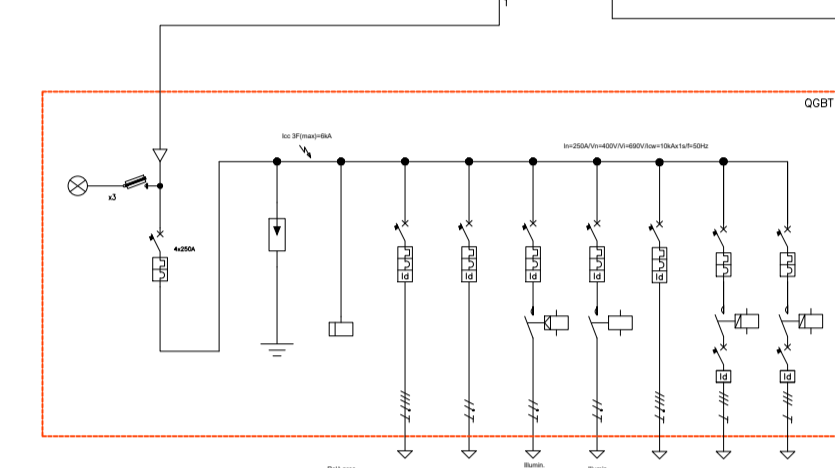 QGBT
Icc 3F(max)=6kA
In=250A/Vn=400V/Vi=690V/Icw=10kAx1s/f=50Hz
x3
4x250A
Id
Id
Id
Id
Id
Id
Id
Illumin.